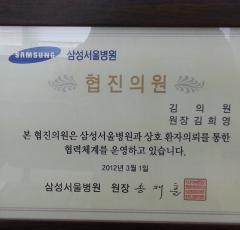 SAMSUNG 삼성서울병원
협진의원
김의원
원장 김희영
본 협진의원은 삼성서울병원과 상호 환자의뢰를 통한
협력체계를 운영하고 있습니다.
2012년 3월 1일
삼성서울병원 원장